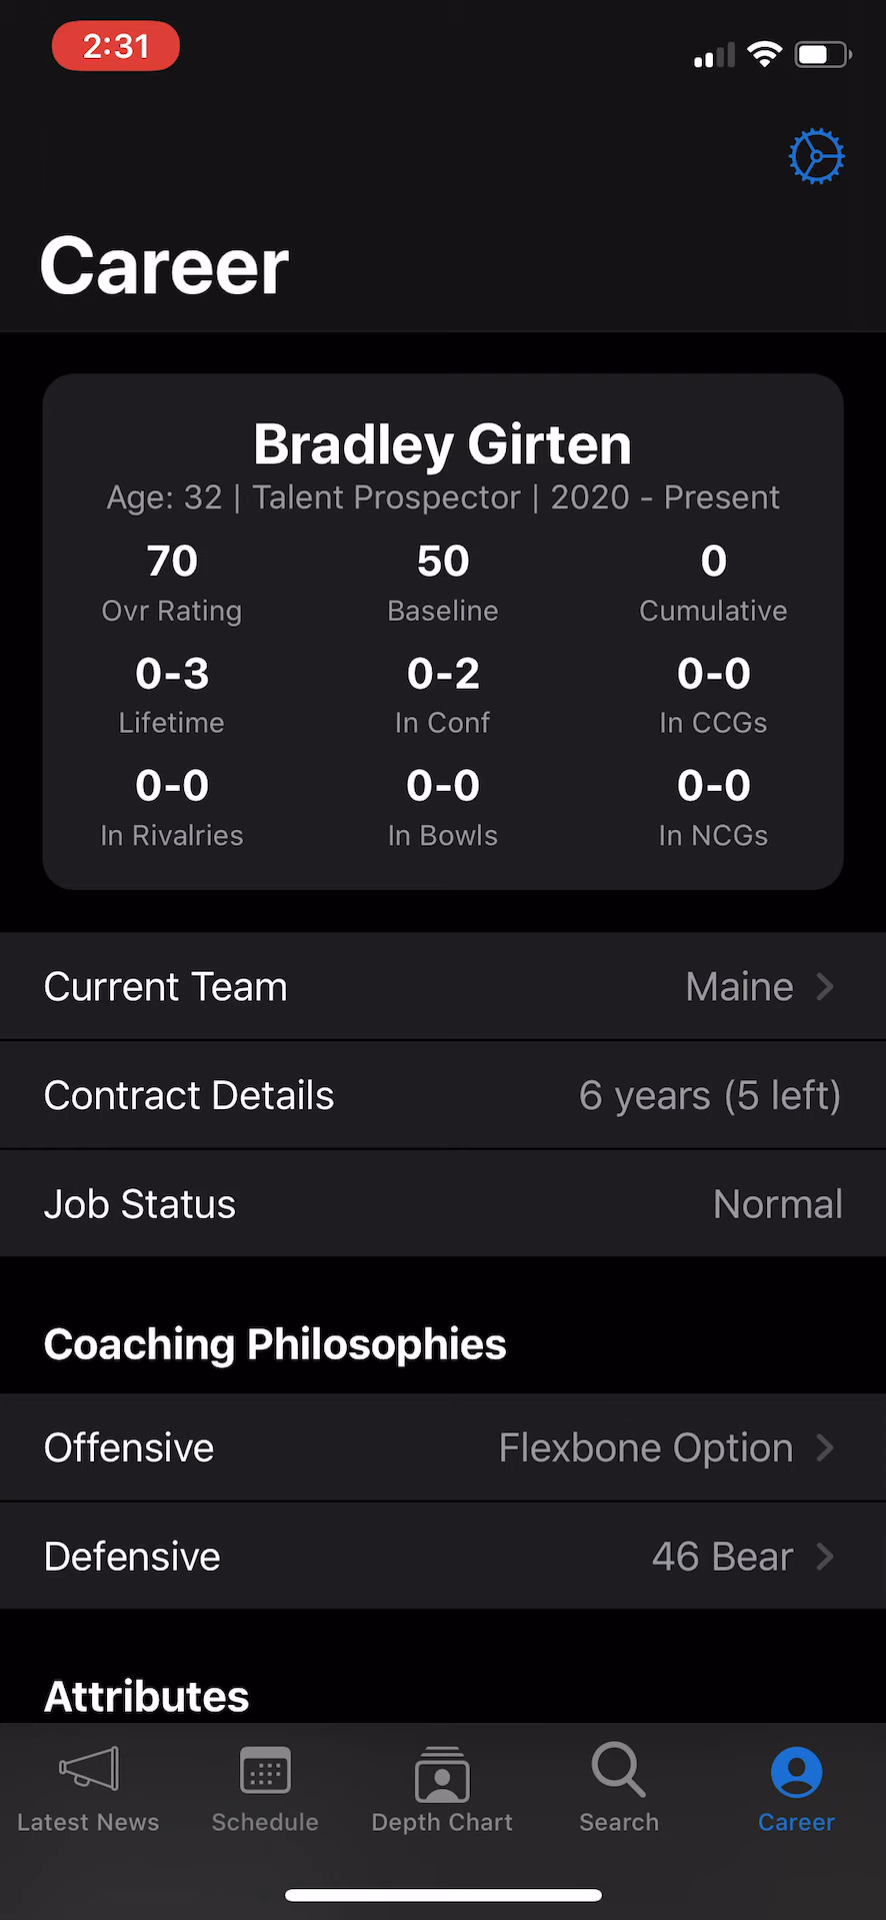 2:31
Career
Bradley Girten
Age: 32 | Talent Prospector | 2020 - Present
70 50 0
Ovr Rating Baseline Cumulative
0-3 0-2 0-0
Lifetime In Conf In CCGs
0-0 0-0 0-0
In Rivalries In Bowls In NCGs
Current Team Maine
Contract Details 6 years (5 left)
Job Status Normal
Coaching Philosophies
Offensive Flexbone Option
Defensive 46 Bear
Attributes
Latest News Schedule Depth Chart Search Career